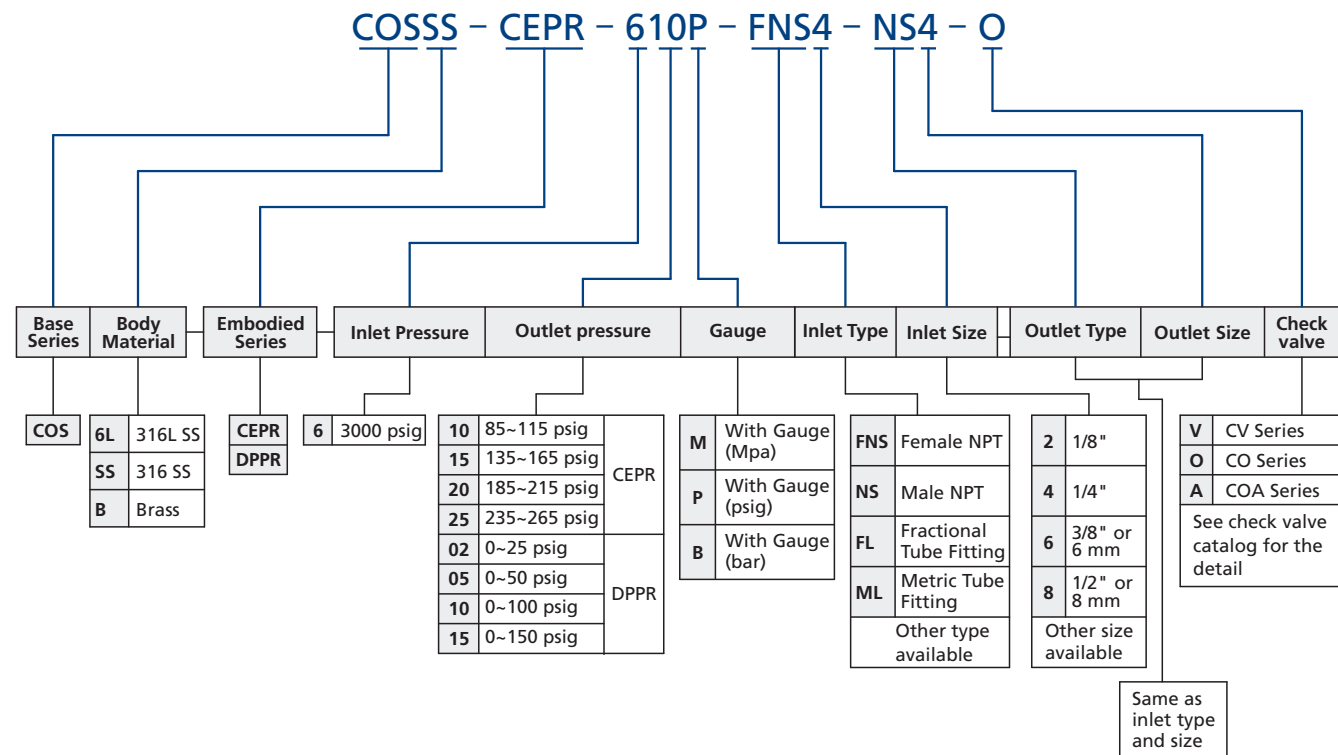 COSSS – CEPR – 610P – FNS4 – NS4 – O
Base
Series
Body
Material
Embodied
Series
Inlet Pressure
Outlet pressure
Gauge
Inlet Type
Inlet Size
Outlet Type
Outlet Size
Check
valve
COS
6L 316L SS
SS 316 SS
B Brass
CEPR
DPPR
6 3000 psig
10 85~115 psig
15 135~165 psig
20 185~215 psig
25 235~265 psig
CEPR
02 0~25 psig
05 0~50 psig
10 0~100 psig
15 0~150 psig
DPPR
M With Gauge
(Mpa)
P With Gauge
(psig)
B With Gauge
(bar)
FNS Female NPT
NS Male NPT
FL Fractional
Tube Fitting
ML Metric Tube
Fitting
Other type
available
2 1/8"
4 1/4"
6 3/8" or
6 mm
8 1/2" or
8 mm
Other size
available
Same as
inlet type
and size
V CV Series
O CO Series
A COA Series
See check valve
catalog for the
detail